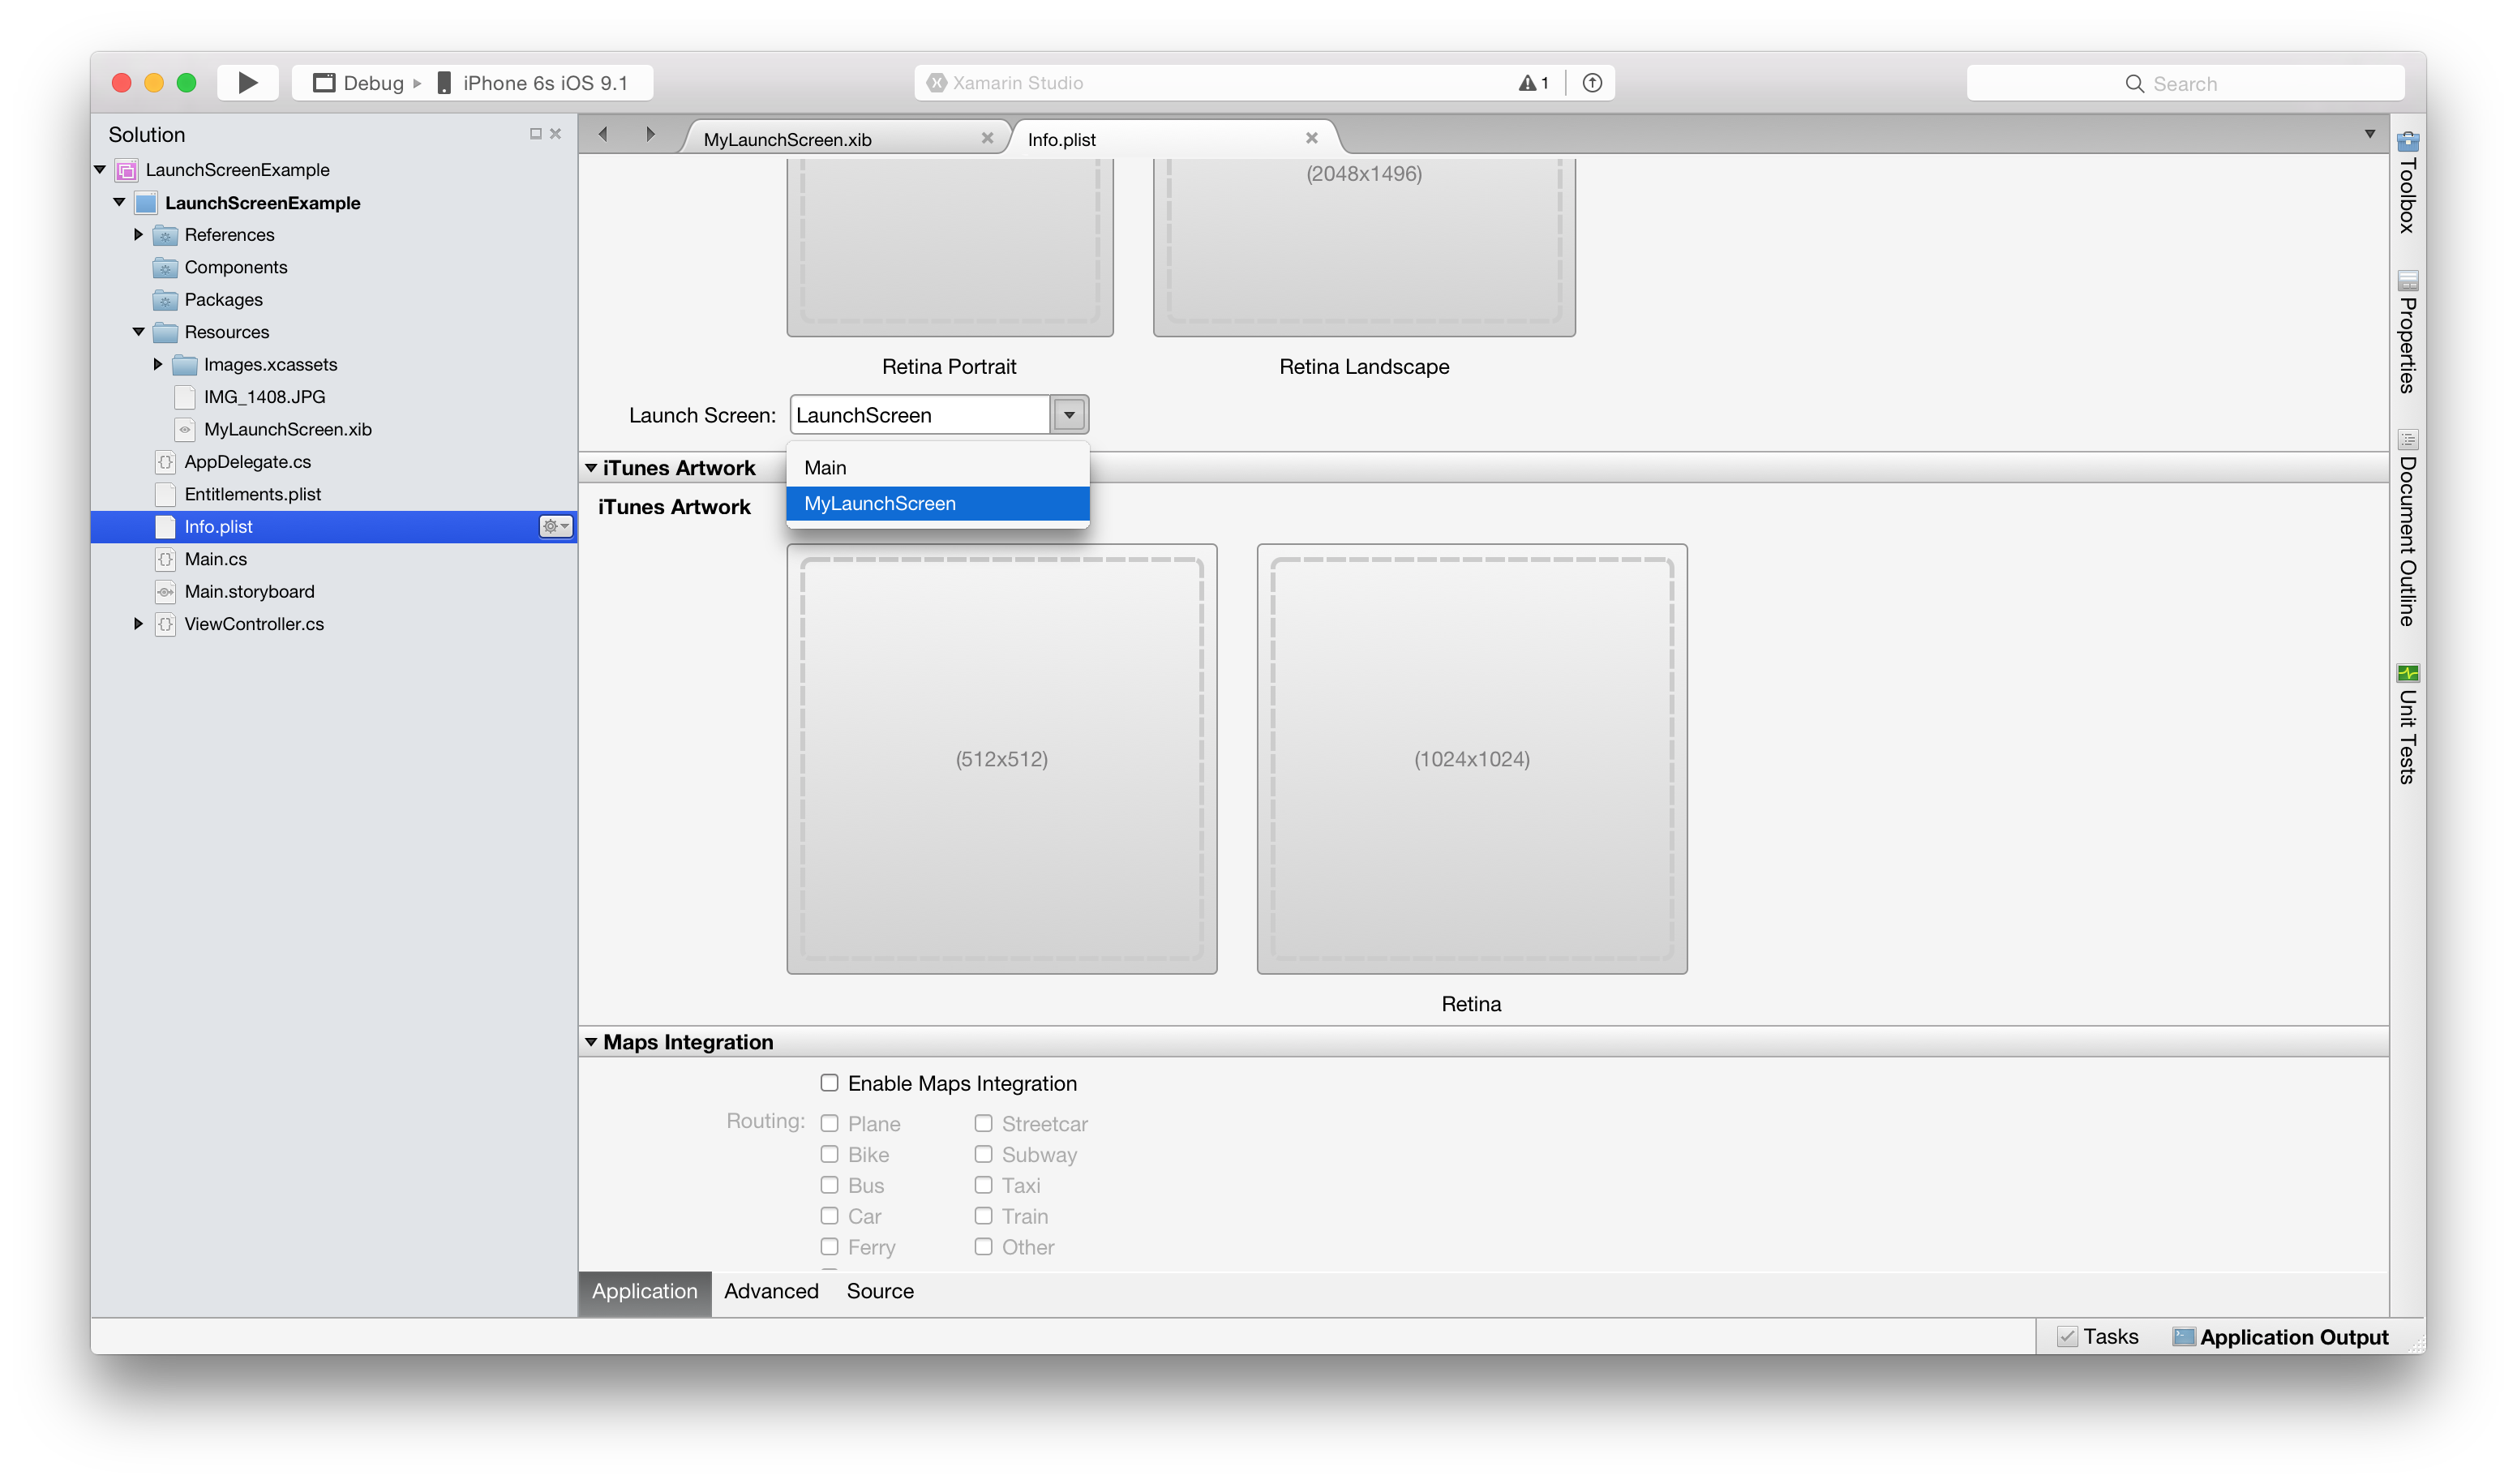 Debug
iPhone 6s iOS 9.1
Xamarin Studio
1
Search
Solution
LaunchScreenExample
LaunchScreenExample
References
Components
Packages
Resources
Images.xcassets
IMG_1408.JPG
MyLaunchScreen.xib
AppDelegate.cs
Entitlements.plist
Info.plist
Main.cs
Main.storyboard
ViewController.cs
MyLaunchScreen.xib
Info.plist
(2048x1496)
Retina Portrait
Retina Landscape
Launch Screen:
LaunchScreen
Main
MyLaunchScreen
iTunes Artwork
iTunes Artwork
(512x512)
(1024x1024)
Retina
Maps Integration
Enable Maps Integration
Routing:
Plane
Streetcar
Bike
Subway
Bus
Taxi
Car
Train
Ferry
Other
Application
Advanced
Source
Toolbox
Properties
Document Outline
Unit Tests
Tasks
Application Output